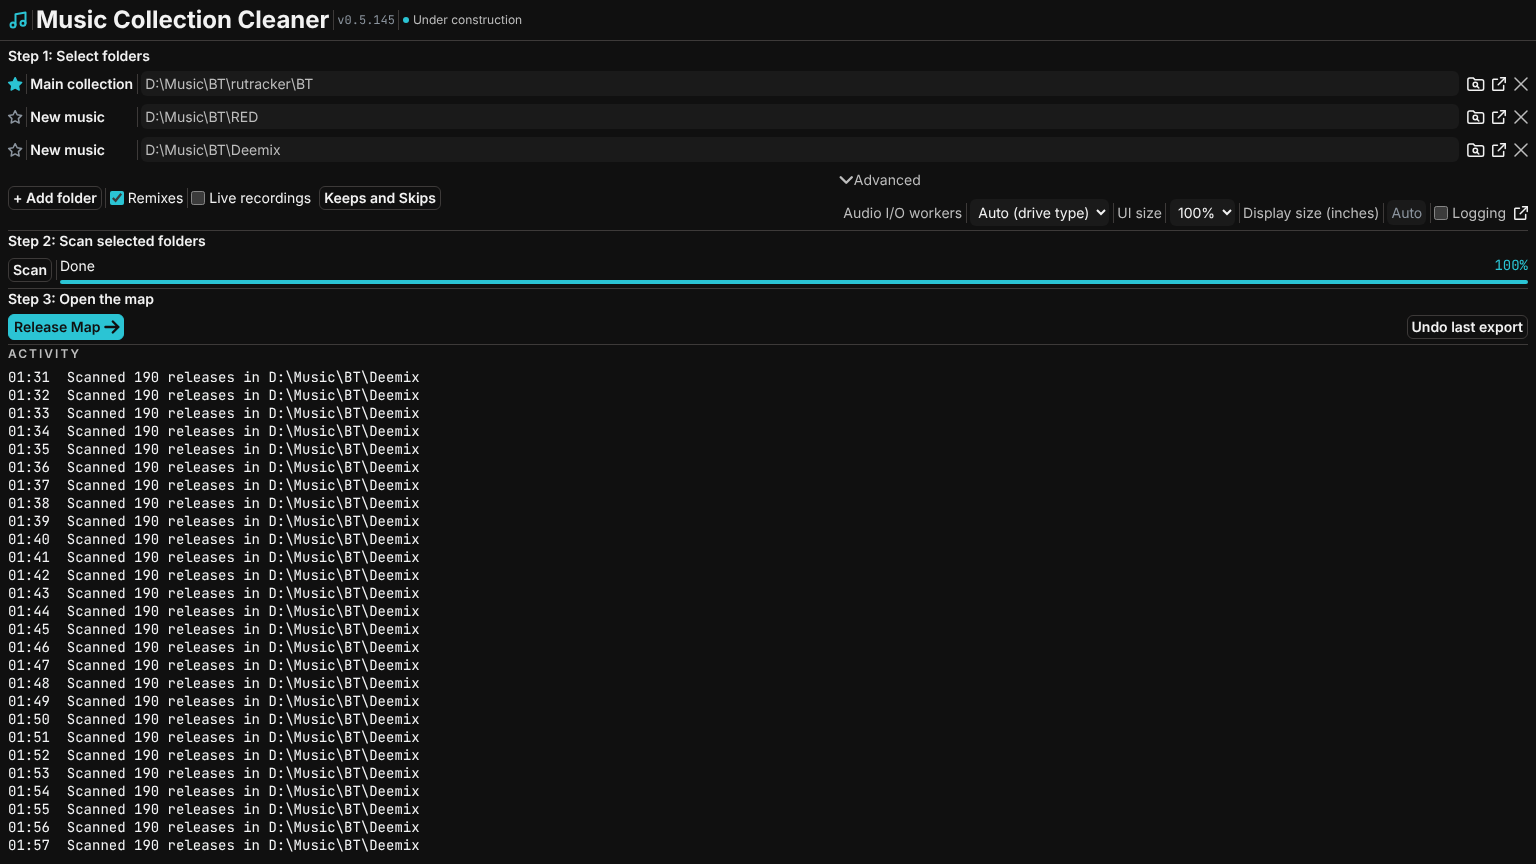 Music Collection Cleaner v0.5.145 Under construction
Step 1: Select folders
Main collection D:\Music\BT\rutracker\BT
New music D:\Music\BT\RED
New music D:\Music\BT\Deemix
Advanced
+ Add folder Remixes Live recordings Keeps and Skips
Audio I/O workers Auto (drive type) UI size 100% Display size (inches) Auto Logging
Step 2: Scan selected folders
Scan Done 100%
Step 3: Open the map
Release Map Undo last export
ACTIVITY
01:31 Scanned 190 releases in D:\Music\BT\Deemix
01:32 Scanned 190 releases in D:\Music\BT\Deemix
01:33 Scanned 190 releases in D:\Music\BT\Deemix
01:34 Scanned 190 releases in D:\Music\BT\Deemix
01:35 Scanned 190 releases in D:\Music\BT\Deemix
01:36 Scanned 190 releases in D:\Music\BT\Deemix
01:37 Scanned 190 releases in D:\Music\BT\Deemix
01:38 Scanned 190 releases in D:\Music\BT\Deemix
01:39 Scanned 190 releases in D:\Music\BT\Deemix
01:40 Scanned 190 releases in D:\Music\BT\Deemix
01:41 Scanned 190 releases in D:\Music\BT\Deemix
01:42 Scanned 190 releases in D:\Music\BT\Deemix
01:43 Scanned 190 releases in D:\Music\BT\Deemix
01:44 Scanned 190 releases in D:\Music\BT\Deemix
01:45 Scanned 190 releases in D:\Music\BT\Deemix
01:46 Scanned 190 releases in D:\Music\BT\Deemix
01:47 Scanned 190 releases in D:\Music\BT\Deemix
01:48 Scanned 190 releases in D:\Music\BT\Deemix
01:49 Scanned 190 releases in D:\Music\BT\Deemix
01:50 Scanned 190 releases in D:\Music\BT\Deemix
01:51 Scanned 190 releases in D:\Music\BT\Deemix
01:52 Scanned 190 releases in D:\Music\BT\Deemix
01:53 Scanned 190 releases in D:\Music\BT\Deemix
01:54 Scanned 190 releases in D:\Music\BT\Deemix
01:55 Scanned 190 releases in D:\Music\BT\Deemix
01:56 Scanned 190 releases in D:\Music\BT\Deemix
01:57 Scanned 190 releases in D:\Music\BT\Deemix